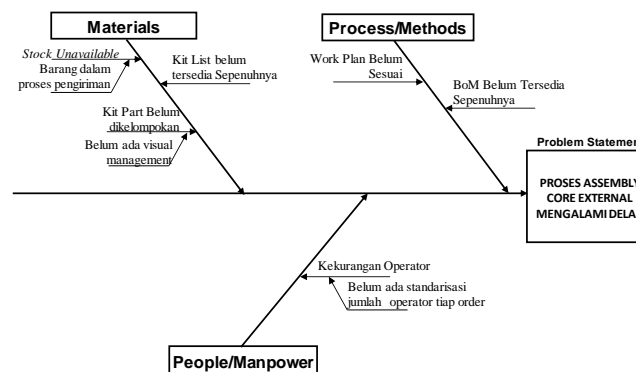 Materials
Process/Methods
Stock Unavailable
Barang dalam
proses pengiriman
Kit List belum
tersedia Sepenuhnya
Kit Part Belum
dikelompokan
Belum ada visual
management
Work Plan Belum
Sesuai
BoM Belum Tersedia
Sepenuhnya
Problem Statemen
PROSES ASSEMBLY
CORE EXTERNAL
MENGALAMI DELA
Kekurangan Operator
Belum ada standarisasi
jumlah operator tiap order
People/Manpower